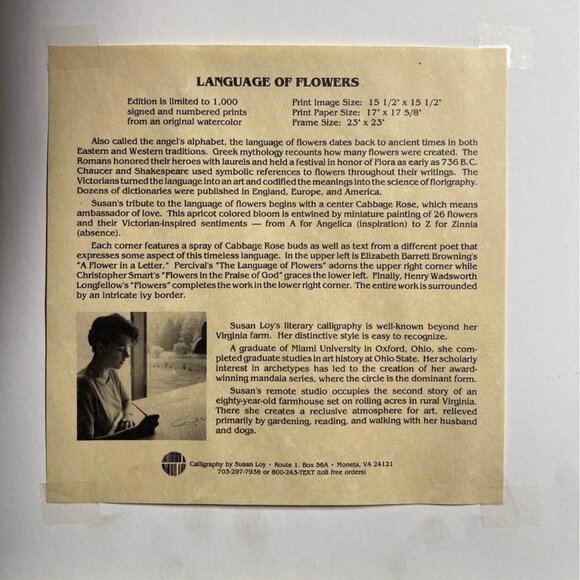 LANGUAGE OF FLOWERS
Edition is limited to 1,000
signed and numbered prints
from an original watercolor
Print Image Size: 15 1/2" x 15 1/2"
Print Paper Size: 17" x 17 5/8"
Frame Size: 23" x 23"
Also called the angel's alphabet, the language of flowers dates back to ancient times in both
Eastern and Western traditions. Greek mythology recounts how many flowers were created. The
Romans honored their heroes with laurels and held a festival in honor of Flora as early as 736 B.C.
Chaucer and Shakespeare used symbolic references to flowers throughout their writings. The
Victorians turned the language into an art and codified the meanings into the science of florigraphy.
Dozens of dictionaries were published in England, Europe, and America.
Susan's tribute to the language of flowers begins with a center Cabbage Rose, which means
ambassador of love. This apricot colored bloom is entwined by miniature painting of 26 flowers
and their Victorian-inspired sentiments — from A for Angelica (inspiration) to Z for Zinnia
(absence).
Each corner features a spray of Cabbage Rose buds as well as text from a different poet that
expresses some aspect of this timeless language. In the upper left is Elizabeth Barrett Browning's
"A Flower in a Letter." Percival's "The Language of Flowers" adorns the upper right corner while
Christopher Smart's "Flowers in the Praise of God" graces the lower left. Finally, Henry Wadsworth
Longfellow's "Flowers" completes the work in the lower right corner. The entire work is surrounded
by an intricate ivy border.
Susan Loy's literary calligraphy is well-known beyond her
Virginia farm. Her distinctive style is easy to recognize.
A graduate of Miami University in Oxford, Ohio, she com-
pleted graduate studies in art history at Ohio State. Her scholarly
interest in archetypes has led to the creation of her award-
winning mandala series, where the circle is the dominant form.
Susan's remote studio occupies the second story of an
eighty-year-old farmhouse set on rolling acres in rural Virginia.
There she creates a reclusive atmosphere for art, relieved
primarily by gardening, reading, and walking with her husband
and dogs.
Calligraphy by Susan Loy • Route 1, Box 56A • Moneta, VA 24121
703-297-7938 or 800-243-TEXT (toll free orders)